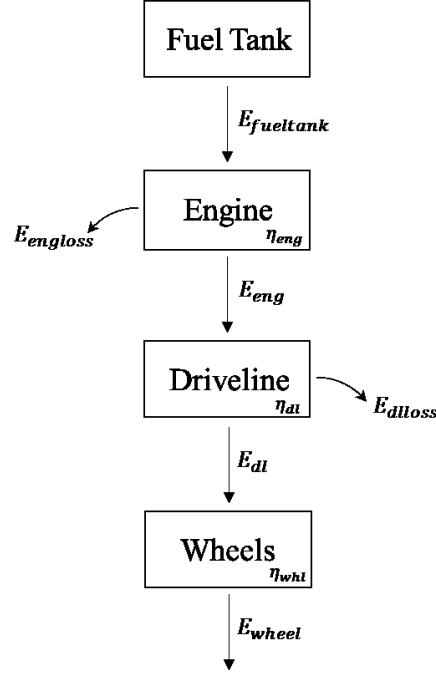 Fuel Tank
E_fueltank
Engine
η_eng
E_engloss
E_eng
Driveline
η_dl
E_dlloss
E_dl
Wheels
η_whl
E_wheel